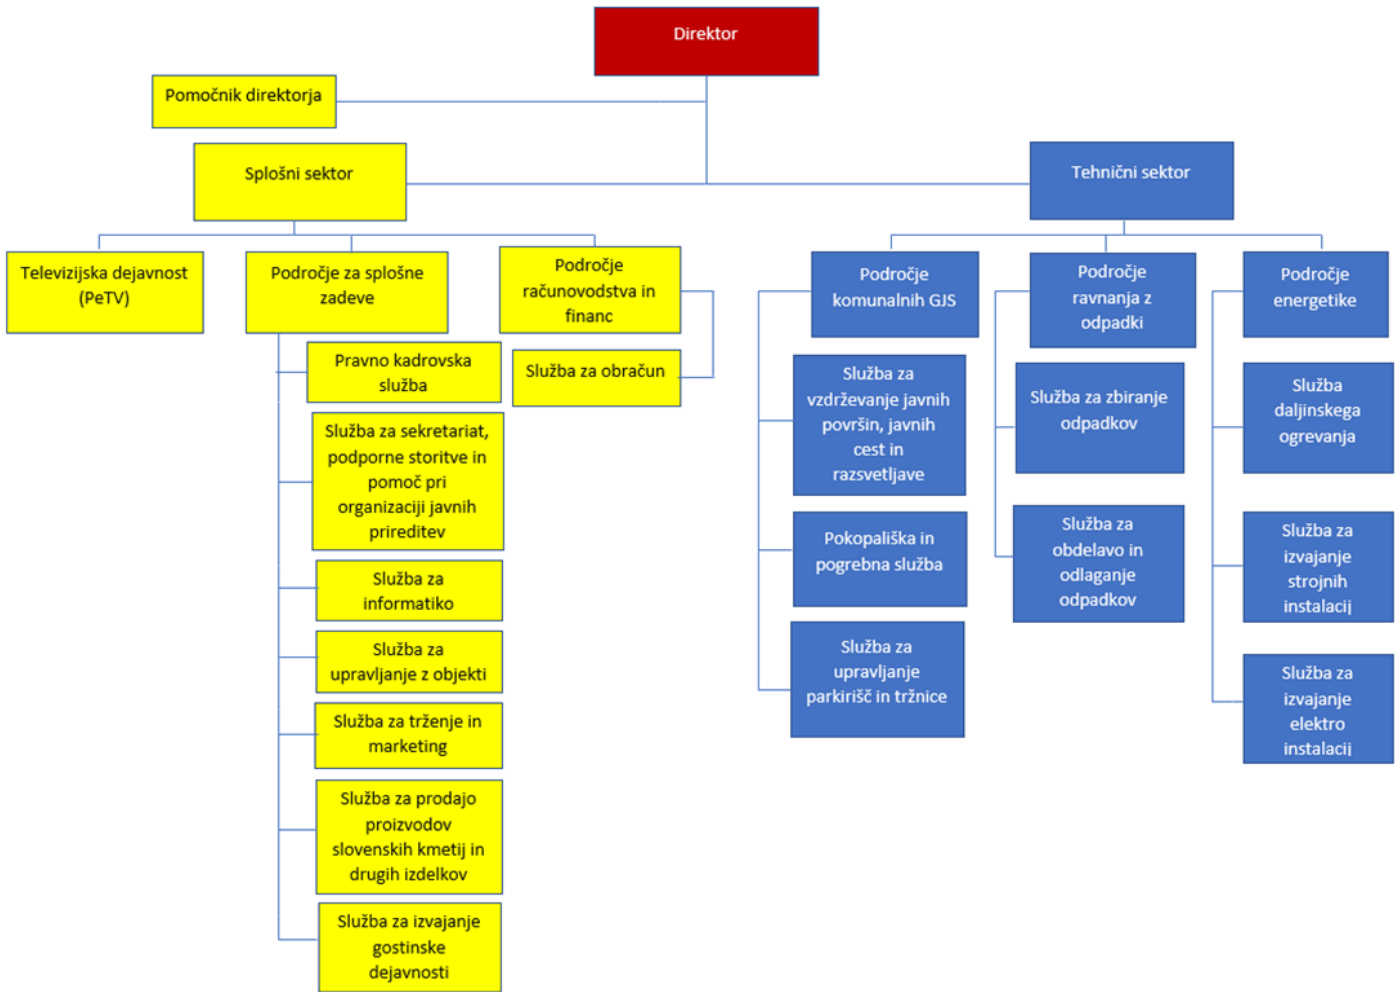 Direktor
Pomočnik direktorja
Splošni sektor
Tehnični sektor
Televizijska dejavnost
(PeTV)
Področje za splošne
zadeve
Področje
računovodstva in
financ
Pravno kadrovska
služba
Služba za sekretariat,
podporne storitve in
pomoč pri
organizaciji javnih
prireditev
Služba za
informatiko
Služba za
upravljanje z objekti
Služba za trženje in
marketing
Služba za prodajo
proizvodov
slovenskih kmetij in
drugih izdelkov
Služba za izvajanje
gostinske
dejavnosti
Služba za obračun
Področje
komunalnih GJS
Služba za
vzdrževanje javnih
površin, javnih
cest in
razsvetljave
Pokopališka in
pogrebna služba
Služba za
upravljanje
parkirišč in tržnice
Področje
ravnanja z
odpadki
Služba za zbiranje
odpadkov
Služba za
obdelavo in
odlaganje
odpadkov
Področje
energetike
Služba
daljinskega
ogrevanja
Služba za
izvajanje
strojnih
instalacij
Služba za
izvajanje
elektro
instalacij